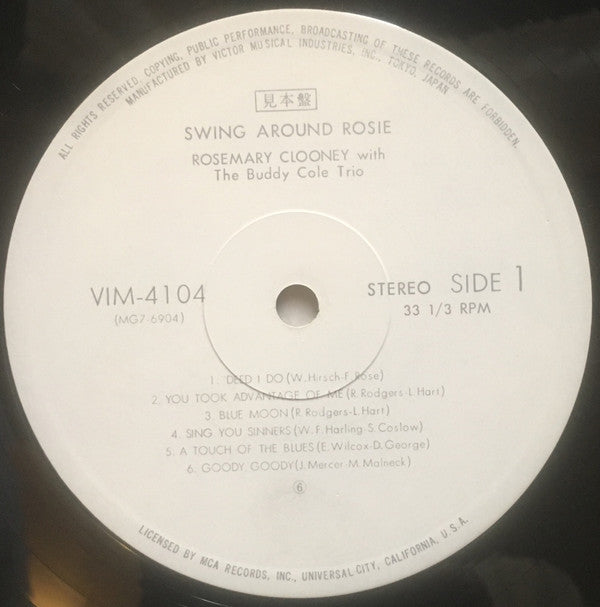 ALL RIGHTS RESERVED. COPYING, PUBLIC PERFORMANCE, BROADCASTING OF THESE RECORDS ARE FORBIDDEN.
MANUFACTURED BY VICTOR MUSICAL INDUSTRIES, INC., TOKYO, JAPAN
見本盤
SWING AROUND ROSIE
ROSEMARY CLOONEY with
The Buddy Cole Trio
VIM-4104
(MG7-6904)
STEREO SIDE 1
33 1/3 RPM
1. 'DEED I DO (W. Hirsch-F. Rose)
2. YOU TOOK ADVANTAGE OF ME (R. Rodgers-L. Hart)
3. BLUE MOON (R. Rodgers-L. Hart)
4. SING YOU SINNERS (W. F. Harling-S. Coslow)
5. A TOUCH OF THE BLUES (E. Wilcox-D. George)
6. GOODY GOODY (J. Mercer-M. Malneck)
⑥
LICENSED BY MCA RECORDS, INC., UNIVERSAL CITY, CALIFORNIA, U.S.A.